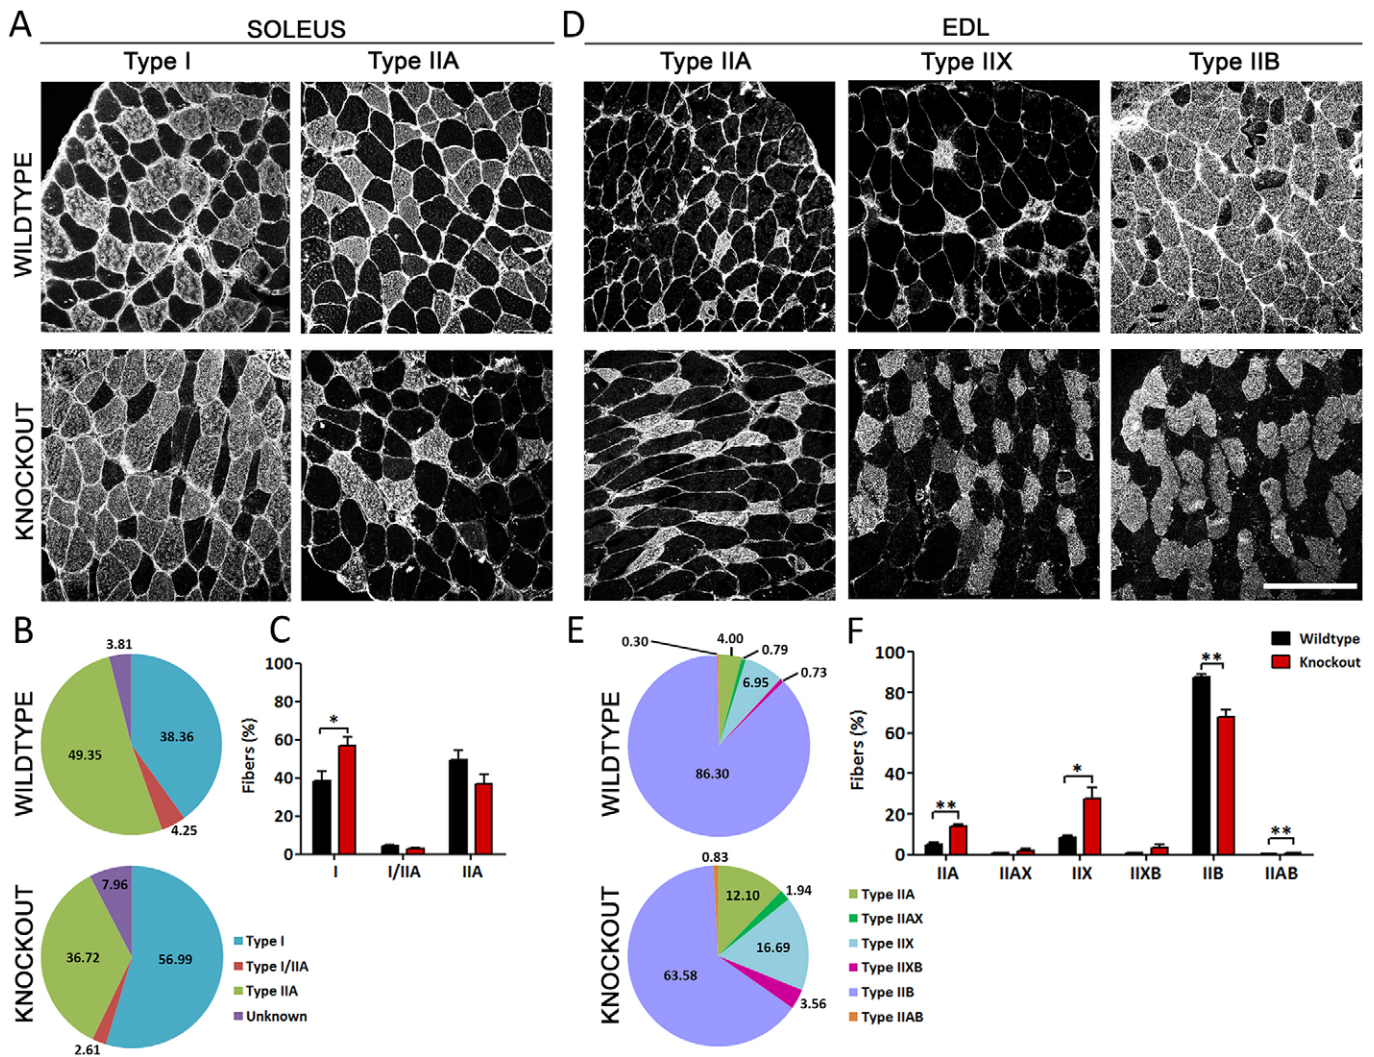 A
SOLEUS
Type I
Type IIA
WILDTYPE
KNOCKOUT
D
EDL
Type IIA
Type IIX
Type IIB
B
WILDTYPE
3.81
49.35
38.36
4.25
KNOCKOUT
7.96
36.72
56.99
2.61
Type I
Type I/IIA
Type IIA
Unknown
C
Fibers (%)
100
80
60
40
20
0
*
I
I/IIA
IIA
E
WILDTYPE
0.30
4.00
0.79
6.95
0.73
86.30
KNOCKOUT
0.83
12.10
1.94
16.69
63.58
3.56
Type IIA
Type IIAX
Type IIX
Type IIXB
Type IIB
Type IIAB
F
Wildtype
Knockout
Fibers (%)
100
80
60
40
20
0
**
*
**
**
IIA
IIAX
IIX
IIXB
IIB
IIAB